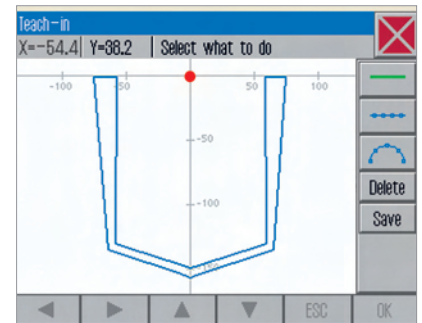 Teach-in
X=-54.4 Y=38.2 Select what to do
-100 -50 50 100
-50
-100
-150
Delete
Save
ESC OK